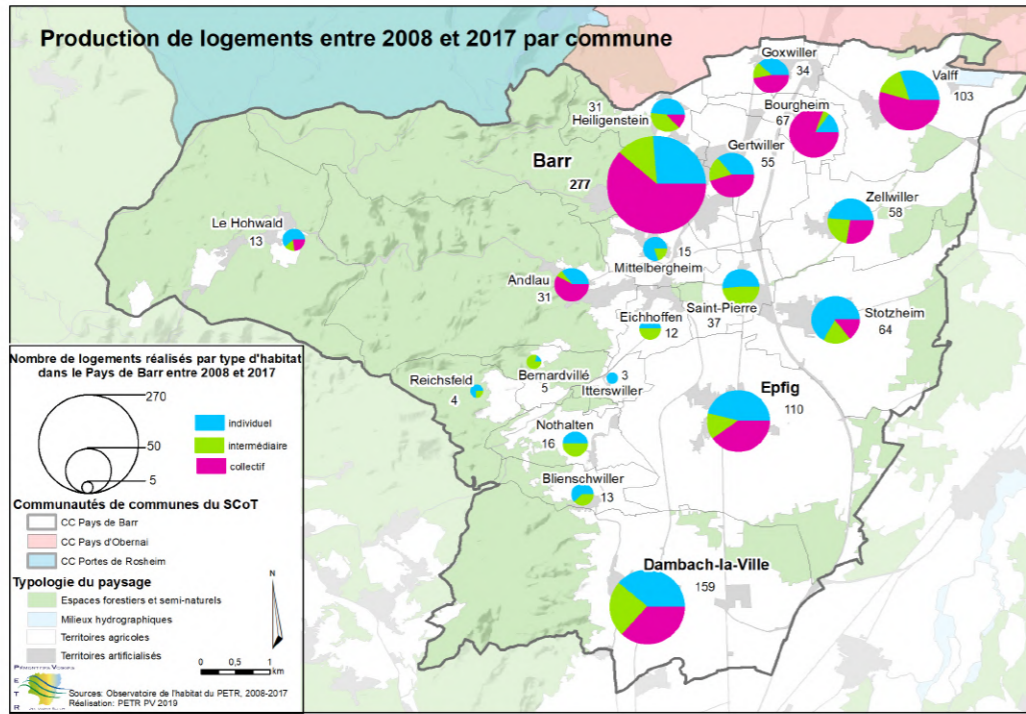 Production de logements entre 2008 et 2017 par commune
Goxwiller
34
Valff
103
Bourgheim
67
31
Heiligenstein
Gertwiller
55
Barr
277
Zellwiller
58
Le Hohwald
13
15
Mittelbergheim
Andlau
31
Saint-Pierre
37
Stotzheim
64
Eichhoffen
12
Bernardvillé
5
3
Itterswiller
Reichsfeld
4
Epfig
110
Nothalten
16
Blienschwiller
13
Dambach-la-Ville
159
Nombre de logements réalisés par type d'habitat
dans le Pays de Barr entre 2008 et 2017
270
50
5
individuel
intermédiaire
collectif
Communautés de communes du SCoT
CC Pays de Barr
CC Pays d'Obernai
CC Portes de Rosheim
Typologie du paysage
Espaces forestiers et semi-naturels
Milieux hydrographiques
Territoires agricoles
Territoires artificialisés
N
0 0,5 1
km
P E T R
Sources: Observatoire de l'habitat du PETR, 2008-2017
Réalisation: PETR PV 2019